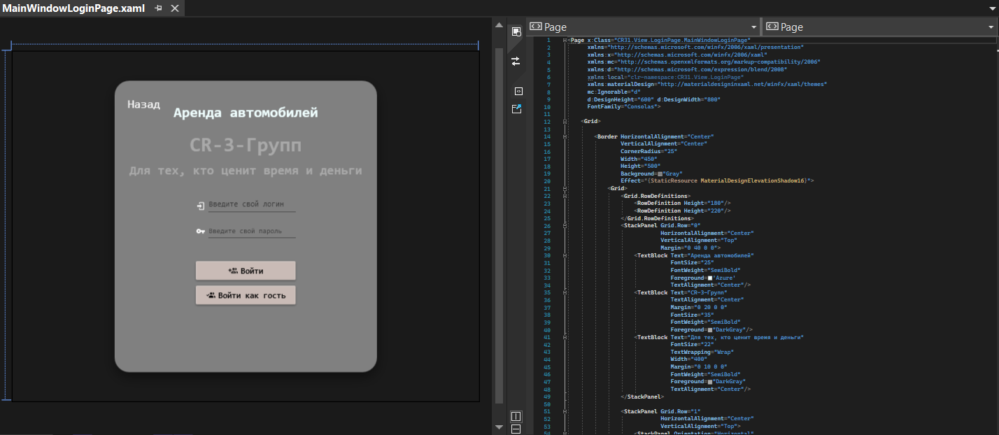 MainWindowLoginPage.xaml
Назад
Аренда автомобилей
CR-3-Групп
Для тех, кто ценит время и деньги
Введите свой логин
Введите свой пароль
Войти
Войти как гость
Page
Page
1 <Page x:Class="CR31.View.LoginPage.MainWindowLoginPage"
2 xmlns="http://schemas.microsoft.com/winfx/2006/xaml/presentation"
3 xmlns:x="http://schemas.microsoft.com/winfx/2006/xaml"
4 xmlns:mc="http://schemas.openxmlformats.org/markup-compatibility/2006"
5 xmlns:d="http://schemas.microsoft.com/expression/blend/2008"
6 xmlns:local="clr-namespace:CR31.View.LoginPage"
7 xmlns:materialDesign="http://materialdesigninxaml.net/winfx/xaml/themes"
8 mc:Ignorable="d"
9 d:DesignHeight="600" d:DesignWidth="800"
10 FontFamily="Consolas">
11
12 <Grid>
13
14 <Border HorizontalAlignment="Center"
15 VerticalAlignment="Center"
16 CornerRadius="25"
17 Width="450"
18 Height="500"
19 Background="Gray"
20 Effect="{StaticResource MaterialDesignElevationShadow16}">
21 <Grid>
22 <Grid.RowDefinitions>
23 <RowDefinition Height="180"/>
24 <RowDefinition Height="220"/>
25 </Grid.RowDefinitions>
26 <StackPanel Grid.Row="0"
27 HorizontalAlignment="Center"
28 VerticalAlignment="Top"
29 Margin="0 40 0 0">
30 <TextBlock Text="Аренда автомобилей"
31 FontSize="25"
32 FontWeight="SemiBold"
33 Foreground='Azure'
34 TextAlignment="Center"/>
35 <TextBlock Text="CR-3-Групп"
36 TextAlignment="Center"
37 Margin="0 20 0 0"
38 FontSize="35"
39 FontWeight="SemiBold"
40 Foreground="DarkGray"/>
41 <TextBlock Text="Для тех, кто ценит время и деньги"
42 FontSize="22"
43 TextWrapping="Wrap"
44 Width="400"
45 Margin="0 10 0 0"
46 FontWeight="SemiBold"
47 Foreground="DarkGray"
48 TextAlignment="Center"/>
49 </StackPanel>
50
51 <StackPanel Grid.Row="1"
52 HorizontalAlignment="Center"
53 VerticalAlignment="Top">
54 <StackPanel Orientation="Horizontal"